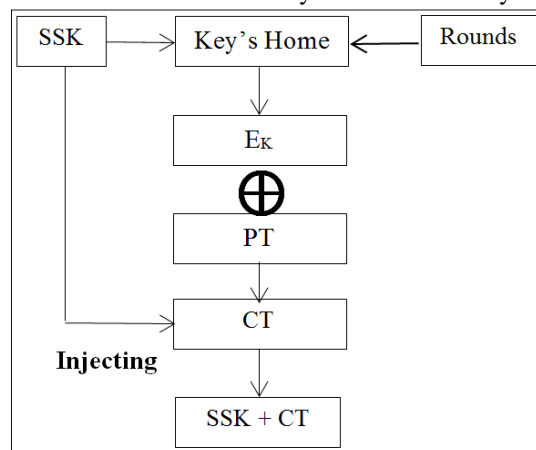 SSK
Key’s Home
Rounds
EK
PT
CT
Injecting
SSK + CT